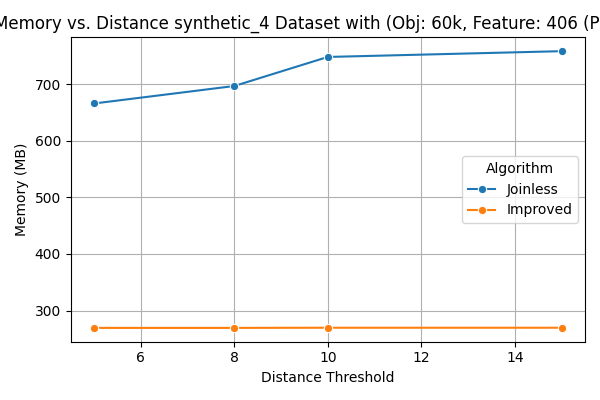 Memory vs. Distance synthetic_4 Dataset with (Obj: 60k, Feature: 406 (P
700
600
500
400
300
Memory (MB)
Algorithm
Joinless
Improved
6 8 10 12 14
Distance Threshold